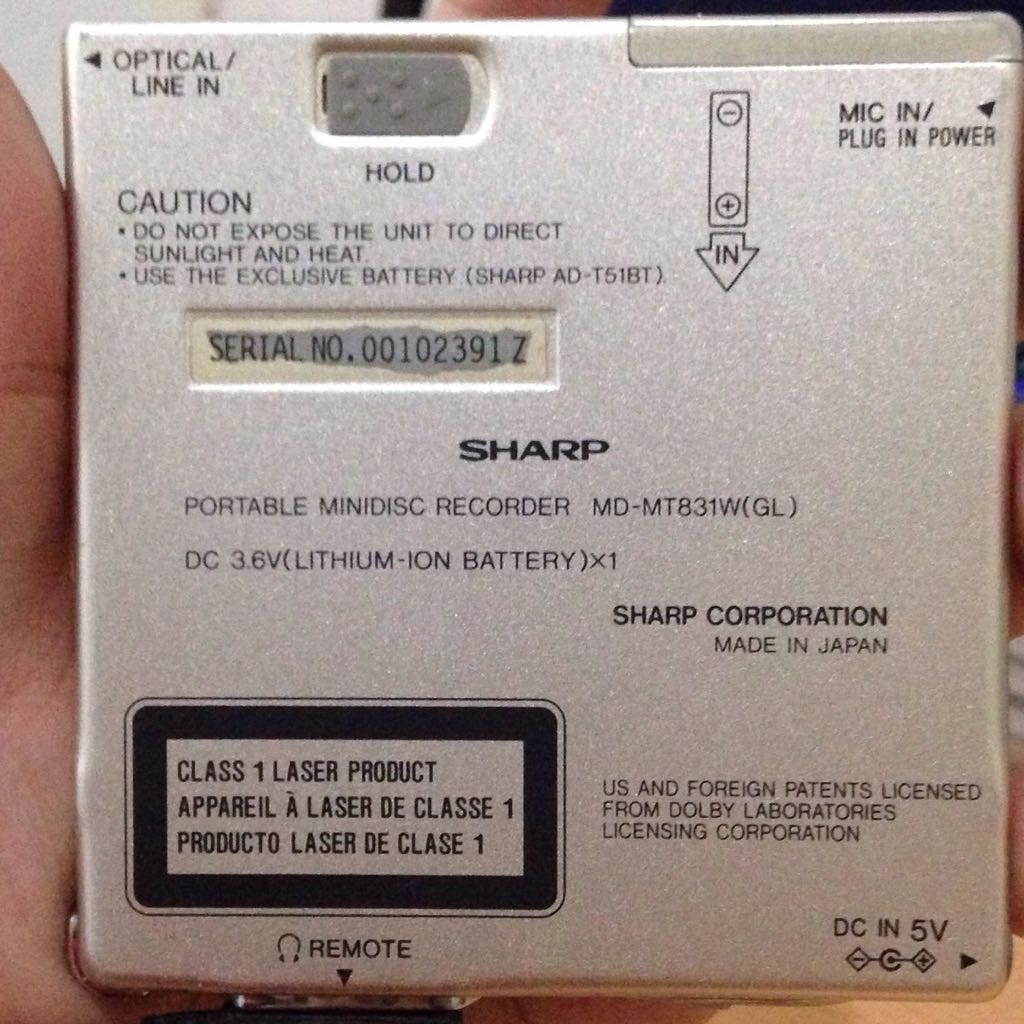 OPTICAL/
LINE IN
HOLD
MIC IN/
PLUG IN POWER
CAUTION
• DO NOT EXPOSE THE UNIT TO DIRECT
SUNLIGHT AND HEAT.
• USE THE EXCLUSIVE BATTERY (SHARP AD-T51BT)
IN
SERIAL NO. 00102391 Z
SHARP
PORTABLE MINIDISC RECORDER MD-MT831W(GL)
DC 3.6V(LITHIUM-ION BATTERY)×1
SHARP CORPORATION
MADE IN JAPAN
CLASS 1 LASER PRODUCT
APPAREIL À LASER DE CLASSE 1
PRODUCTO LASER DE CLASE 1
US AND FOREIGN PATENTS LICENSED
FROM DOLBY LABORATORIES
LICENSING CORPORATION
REMOTE
DC IN 5V